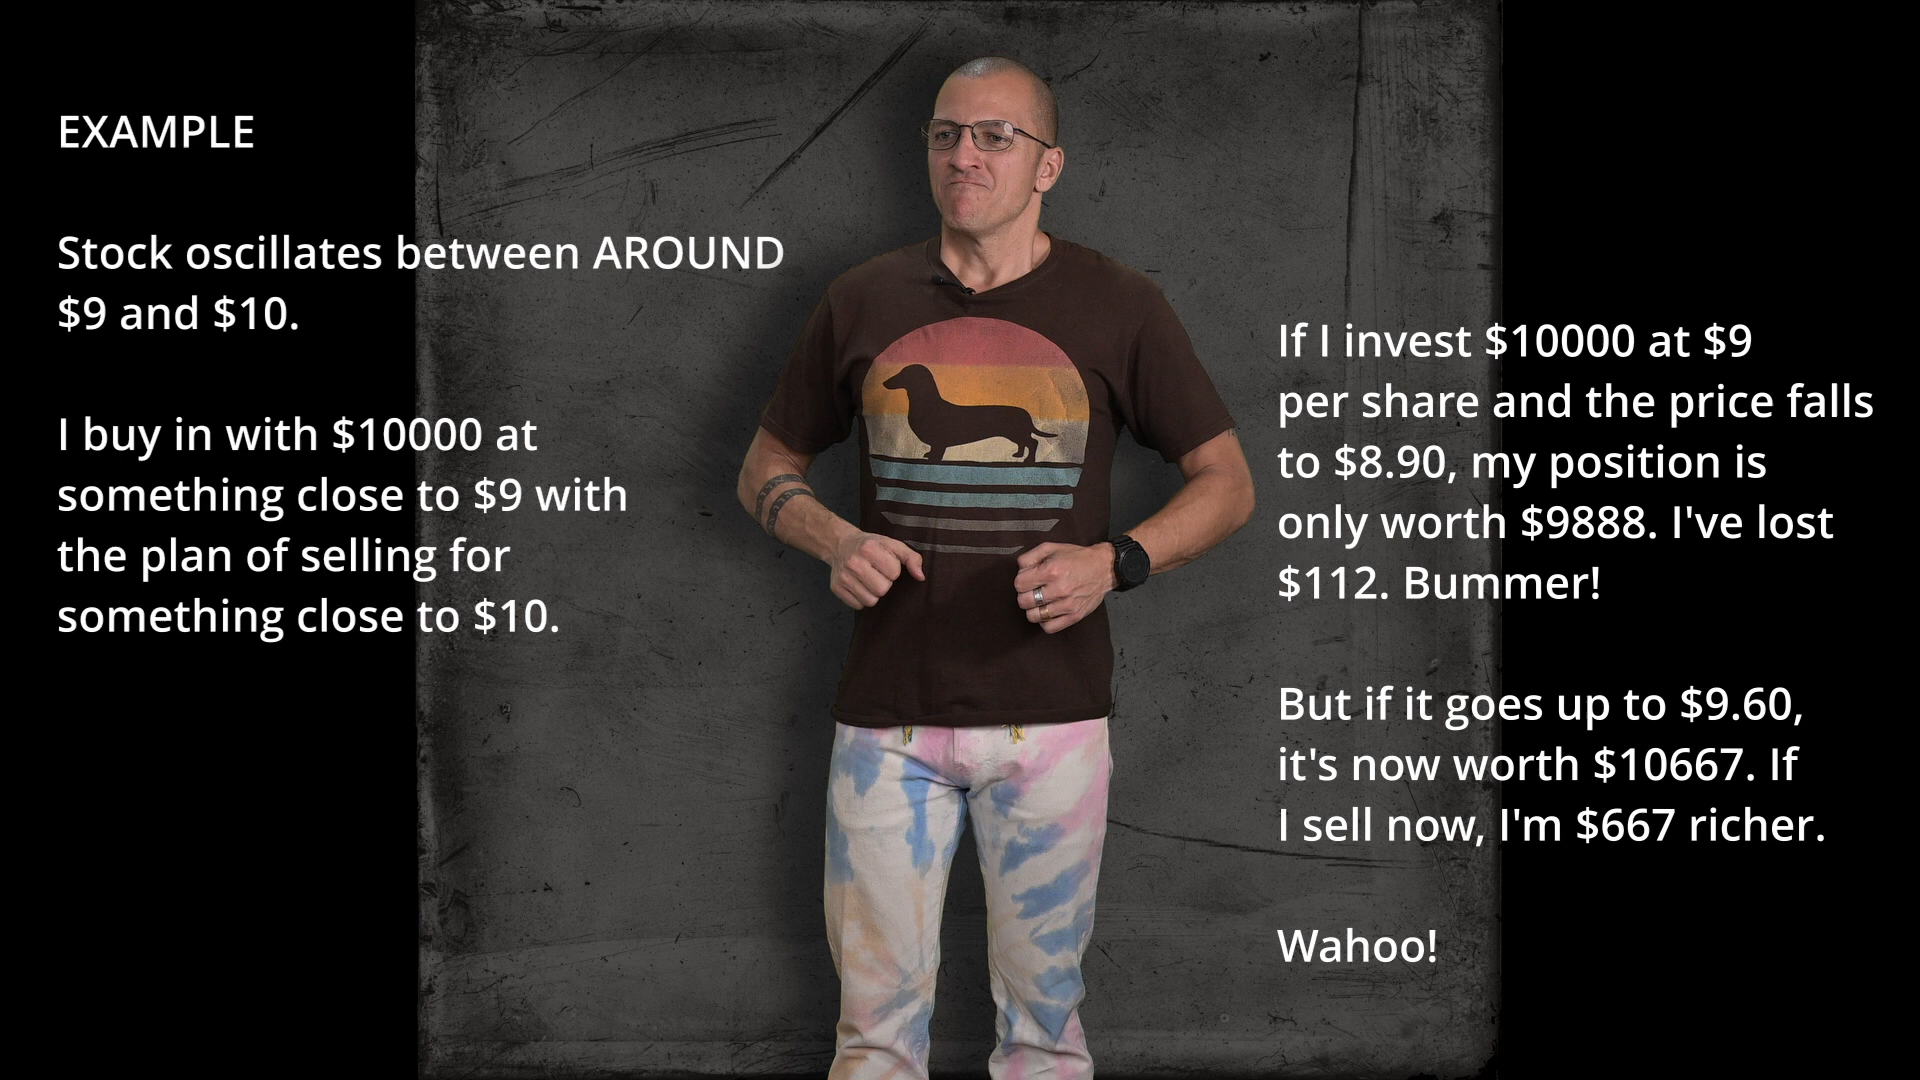 EXAMPLE
Stock oscillates between AROUND
$9 and $10.
I buy in with $10000 at
something close to $9 with
the plan of selling for
something close to $10.
If I invest $10000 at $9
per share and the price falls
to $8.90, my position is
only worth $9888. I've lost
$112. Bummer!
But if it goes up to $9.60,
it's now worth $10667. If
I sell now, I'm $667 richer.
Wahoo!